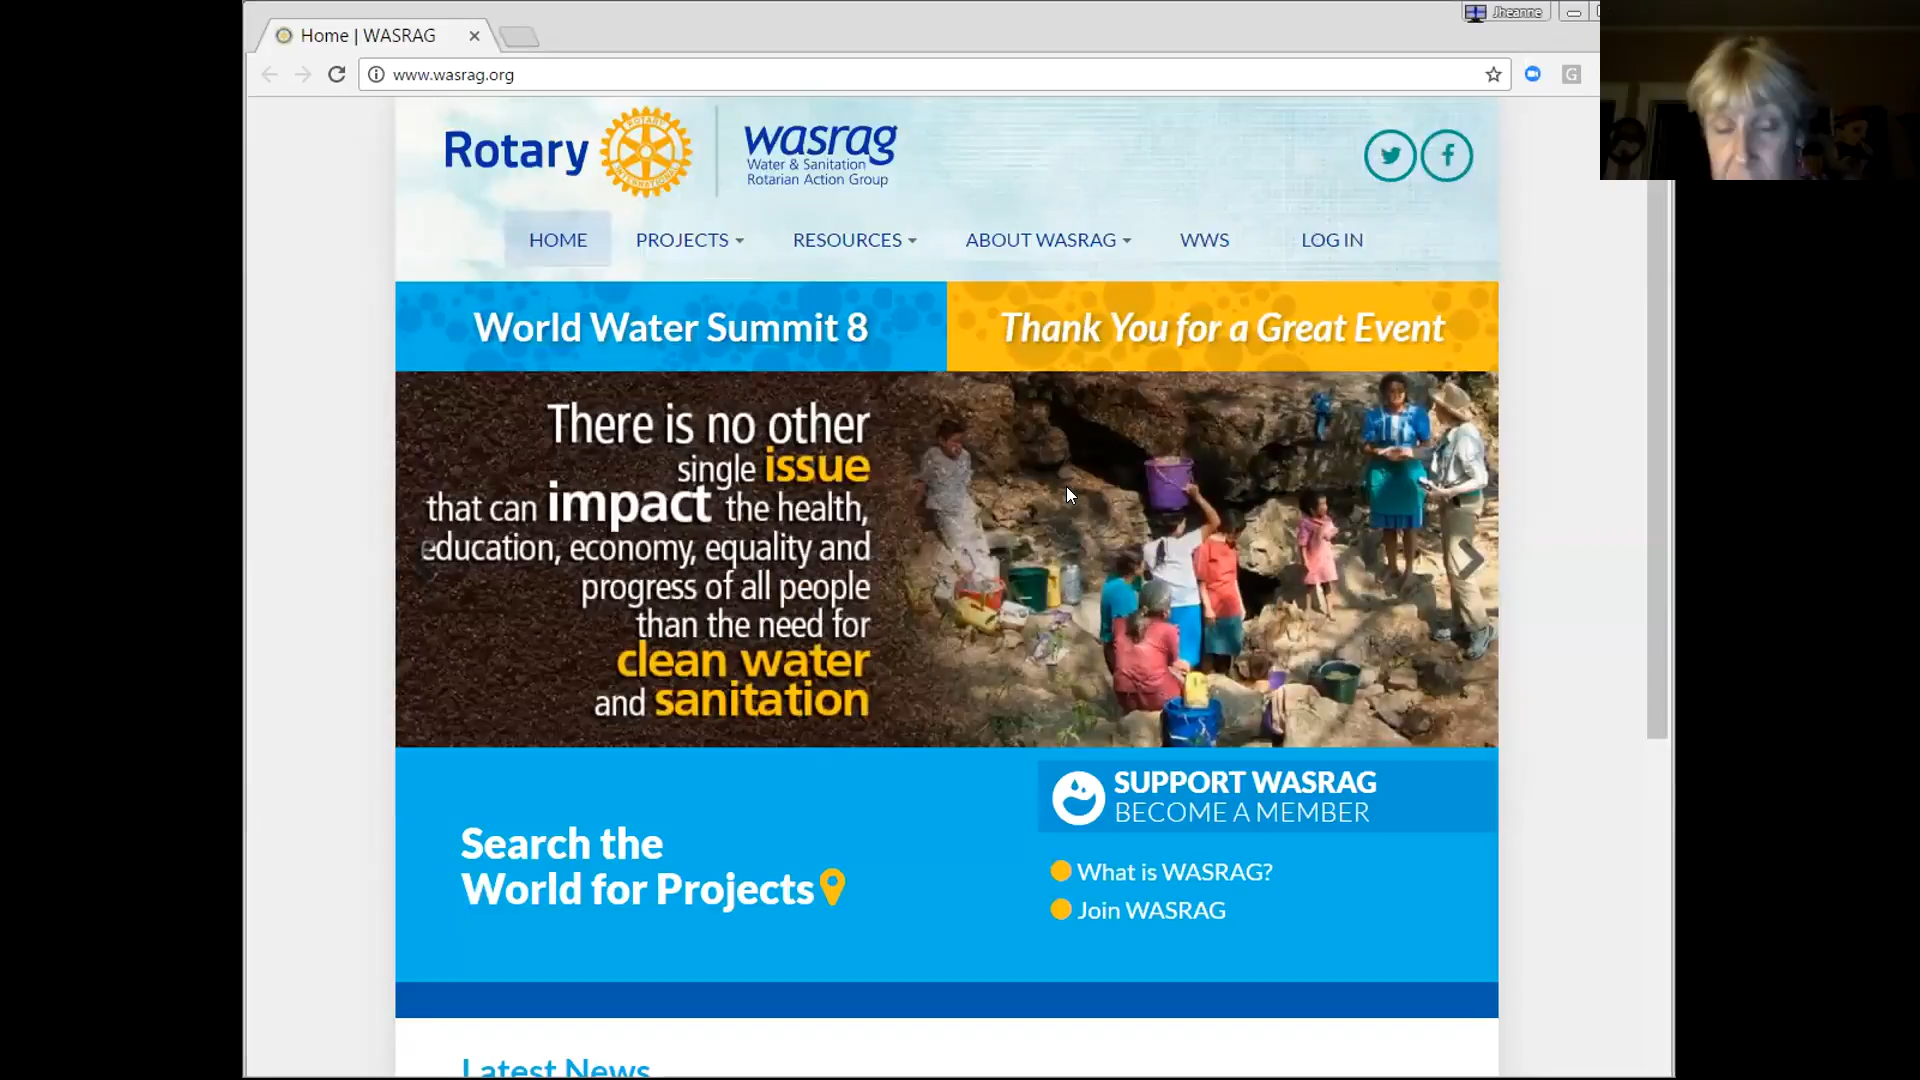 Jheanne
Home | WASRAG
www.wasrag.org
G
Rotary
ROTARY
INTERNATIONAL
wasrag
Water & Sanitation
Rotarian Action Group
HOME
PROJECTS
RESOURCES
ABOUT WASRAG
WWS
LOG IN
World Water Summit 8
Thank You for a Great Event
There is no other
single issue
that can impact the health,
education, economy, equality and
progress of all people
than the need for
clean water
and sanitation
Search the
World for Projects
SUPPORT WASRAG
BECOME A MEMBER
What is WASRAG?
Join WASRAG
Latest News